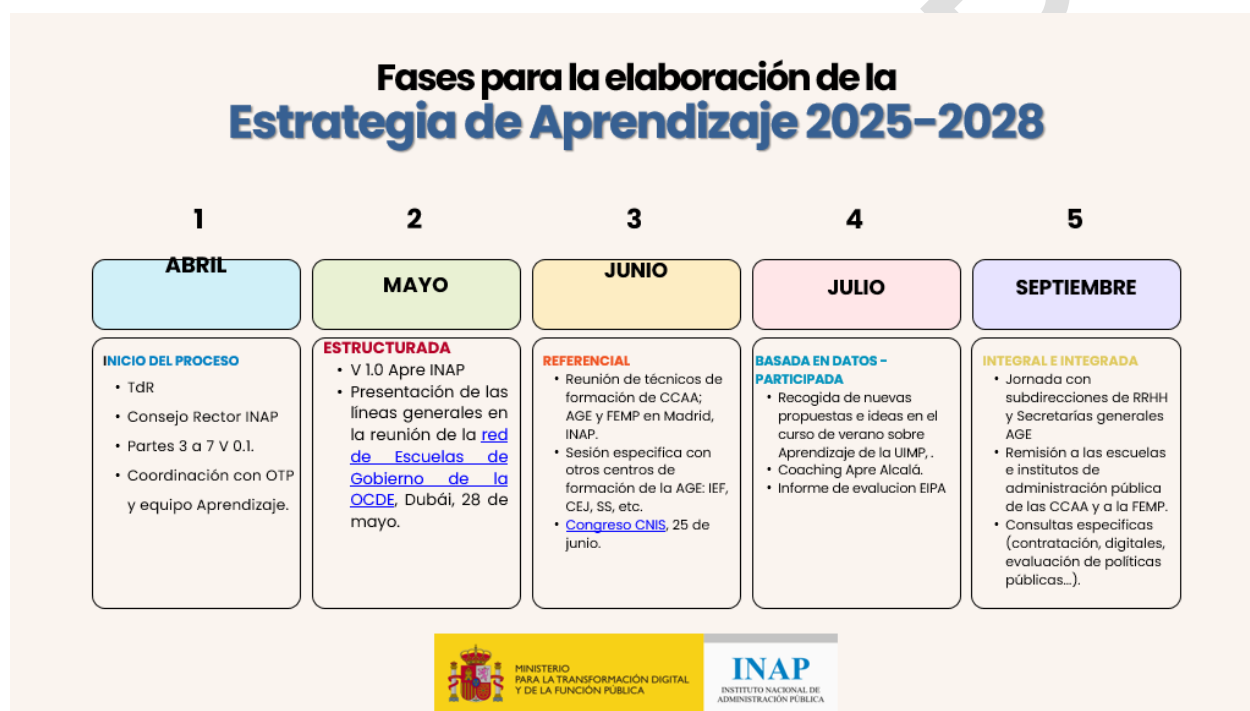 Fases para la elaboración de la
Estrategia de Aprendizaje 2025-2028
1
ABRIL
INICIO DEL PROCESO
• TdR
• Consejo Rector INAP
• Partes 3 a 7 V 0.1.
• Coordinación con OTP
y equipo Aprendizaje.
2
MAYO
ESTRUCTURADA
• V 1.0 Apre INAP
• Presentación de las
líneas generales en
la reunión de la red
de Escuelas de
Gobierno de la
OCDE, Dubái, 28 de
mayo.
3
JUNIO
REFERENCIAL
• Reunión de técnicos de
formación de CCAA;
AGE y FEMP en Madrid,
INAP.
• Sesión especifica con
otros centros de
formación de la AGE: IEF,
CEJ, SS, etc.
• Congreso CNIS, 25 de
junio.
4
JULIO
BASADA EN DATOS -
PARTICIPADA
• Recogida de nuevas
propuestas e ideas en el
curso de verano sobre
Aprendizaje de la UIMP, .
• Coaching Apre Alcalá.
• Informe de evalucion EIPA
5
SEPTIEMBRE
INTEGRAL E INTEGRADA
• Jornada con
subdirecciones de RRHH
y Secretarías generales
AGE
• Remisión a las escuelas
e institutos de
administración pública
de las CCAA y a la FEMP.
• Consultas especificas
(contratación, digitales,
evaluación de políticas
públicas...).
MINISTERIO
PARA LA TRANSFORMACIÓN DIGITAL
Y DE LA FUNCIÓN PÚBLICA
INAP
INSTITUTO NACIONAL DE
ADMINISTRACIÓN PÚBLICA